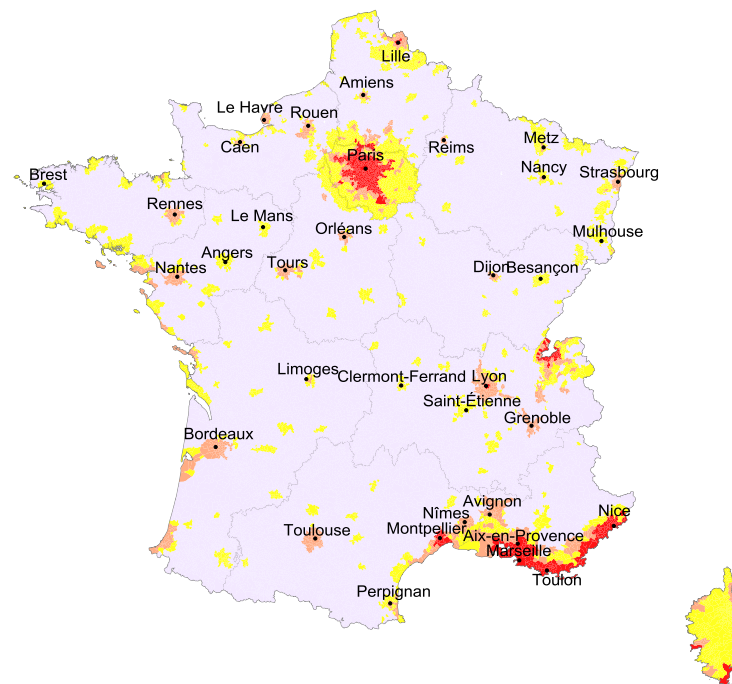 Lille
Amiens
Le Havre
Rouen
Caen
Paris
Reims
Metz
Nancy
Strasbourg
Brest
Rennes
Le Mans
Orléans
Mulhouse
Angers
Nantes
Tours
Dijon
Besançon
Limoges
Clermont-Ferrand
Lyon
Saint-Étienne
Grenoble
Bordeaux
Avignon
Nîmes
Nice
Toulouse
Montpellier
Aix-en-Provence
Marseille
Toulon
Perpignan